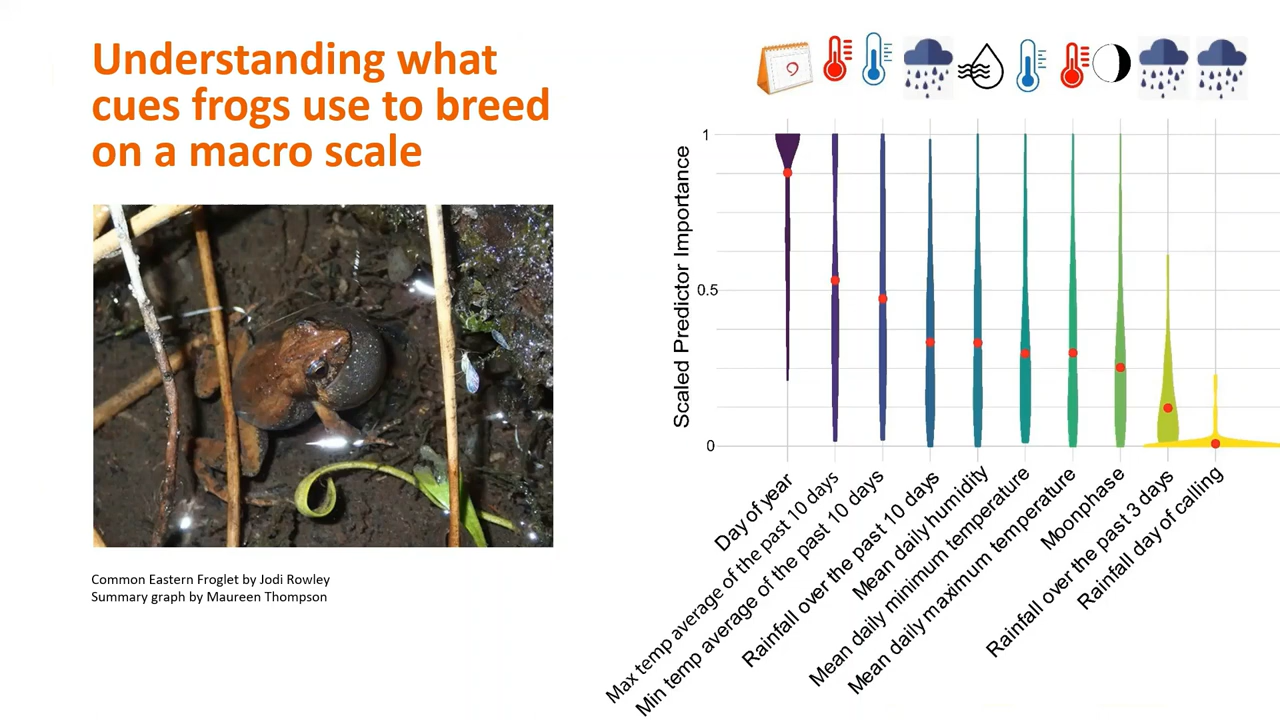 Understanding what
cues frogs use to breed
on a macro scale
Common Eastern Froglet by Jodi Rowley
Summary graph by Maureen Thompson
Scaled Predictor Importance
1
0.5
0
Day of year
Max temp average of the past 10 days
Min temp average of the past 10 days
Rainfall over the past 10 days
Mean daily humidity
Mean daily minimum temperature
Mean daily maximum temperature
Moonphase
Rainfall over the past 3 days
Rainfall day of calling